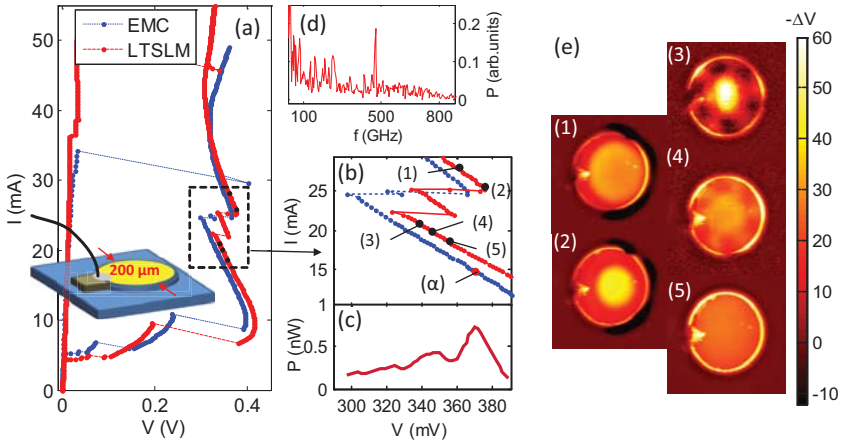 EMC
LTSLM
(a)
I (mA)
50
40
30
20
10
0
0
0.2
0.4
V (V)
200 µm
(d)
0.2
0.1
0
P (arb.units)
100
400
800
f (GHz)
(b)
(1)
(2)
(3)
(4)
(5)
(α)
I (mA)
25
20
15
1
(c)
P (nW)
0.5
0
300
320
340
360
380
V (mV)
(e)
(1)
(2)
(3)
(4)
(5)
-ΔV
60
50
40
30
20
10
0
-10